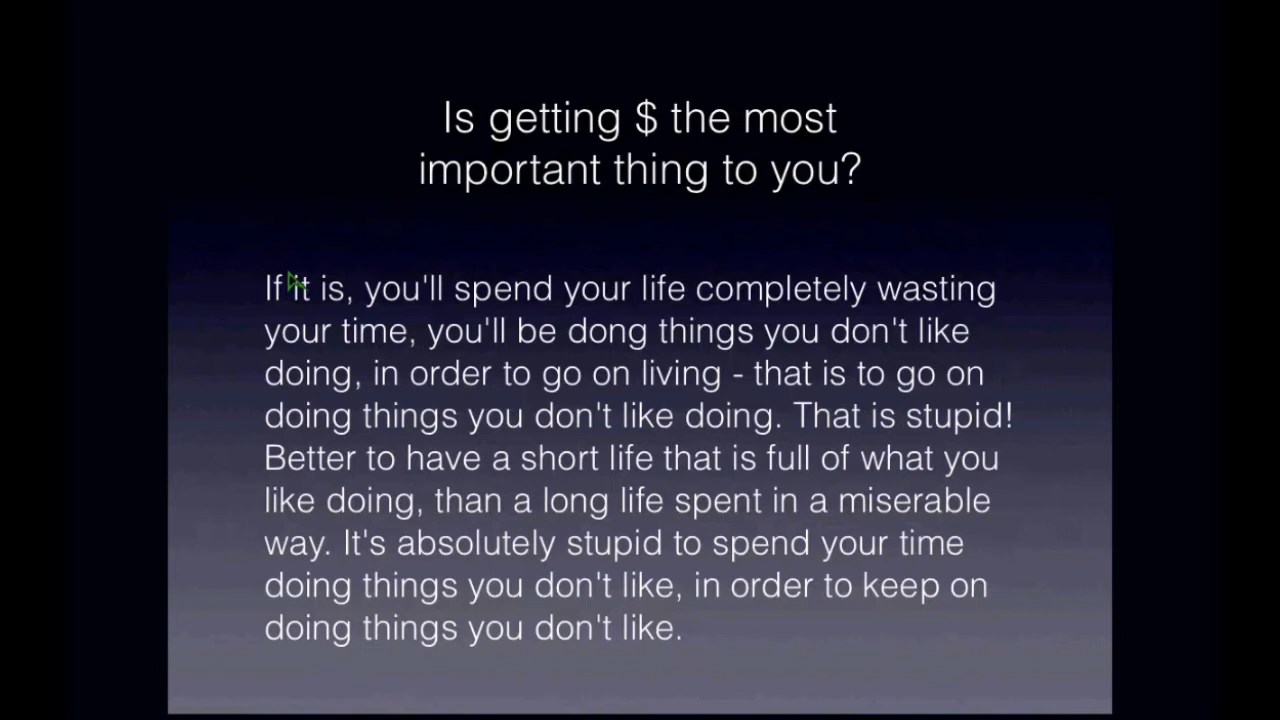 Is getting $ the most
important thing to you?
If it is, you'll spend your life completely wasting
your time, you'll be dong things you don't like
doing, in order to go on living - that is to go on
doing things you don't like doing. That is stupid!
Better to have a short life that is full of what you
like doing, than a long life spent in a miserable
way. It's absolutely stupid to spend your time
doing things you don't like, in order to keep on
doing things you don't like.